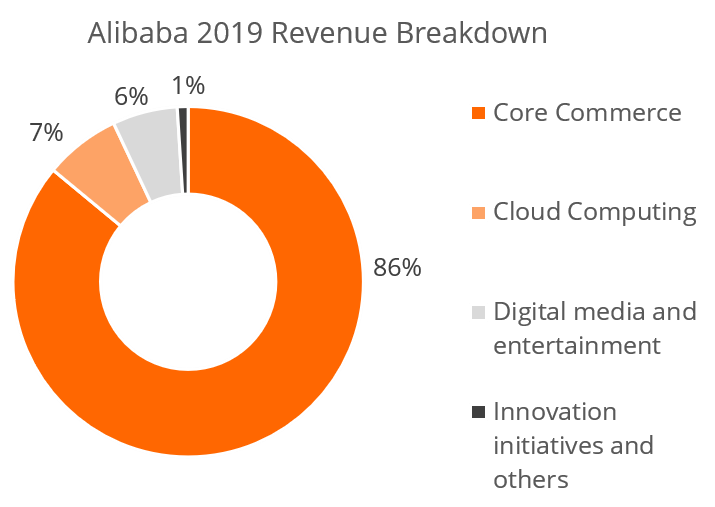 Alibaba 2019 Revenue Breakdown
1%
6%
7%
86%
Core Commerce
Cloud Computing
Digital media and
entertainment
Innovation
initiatives and
others